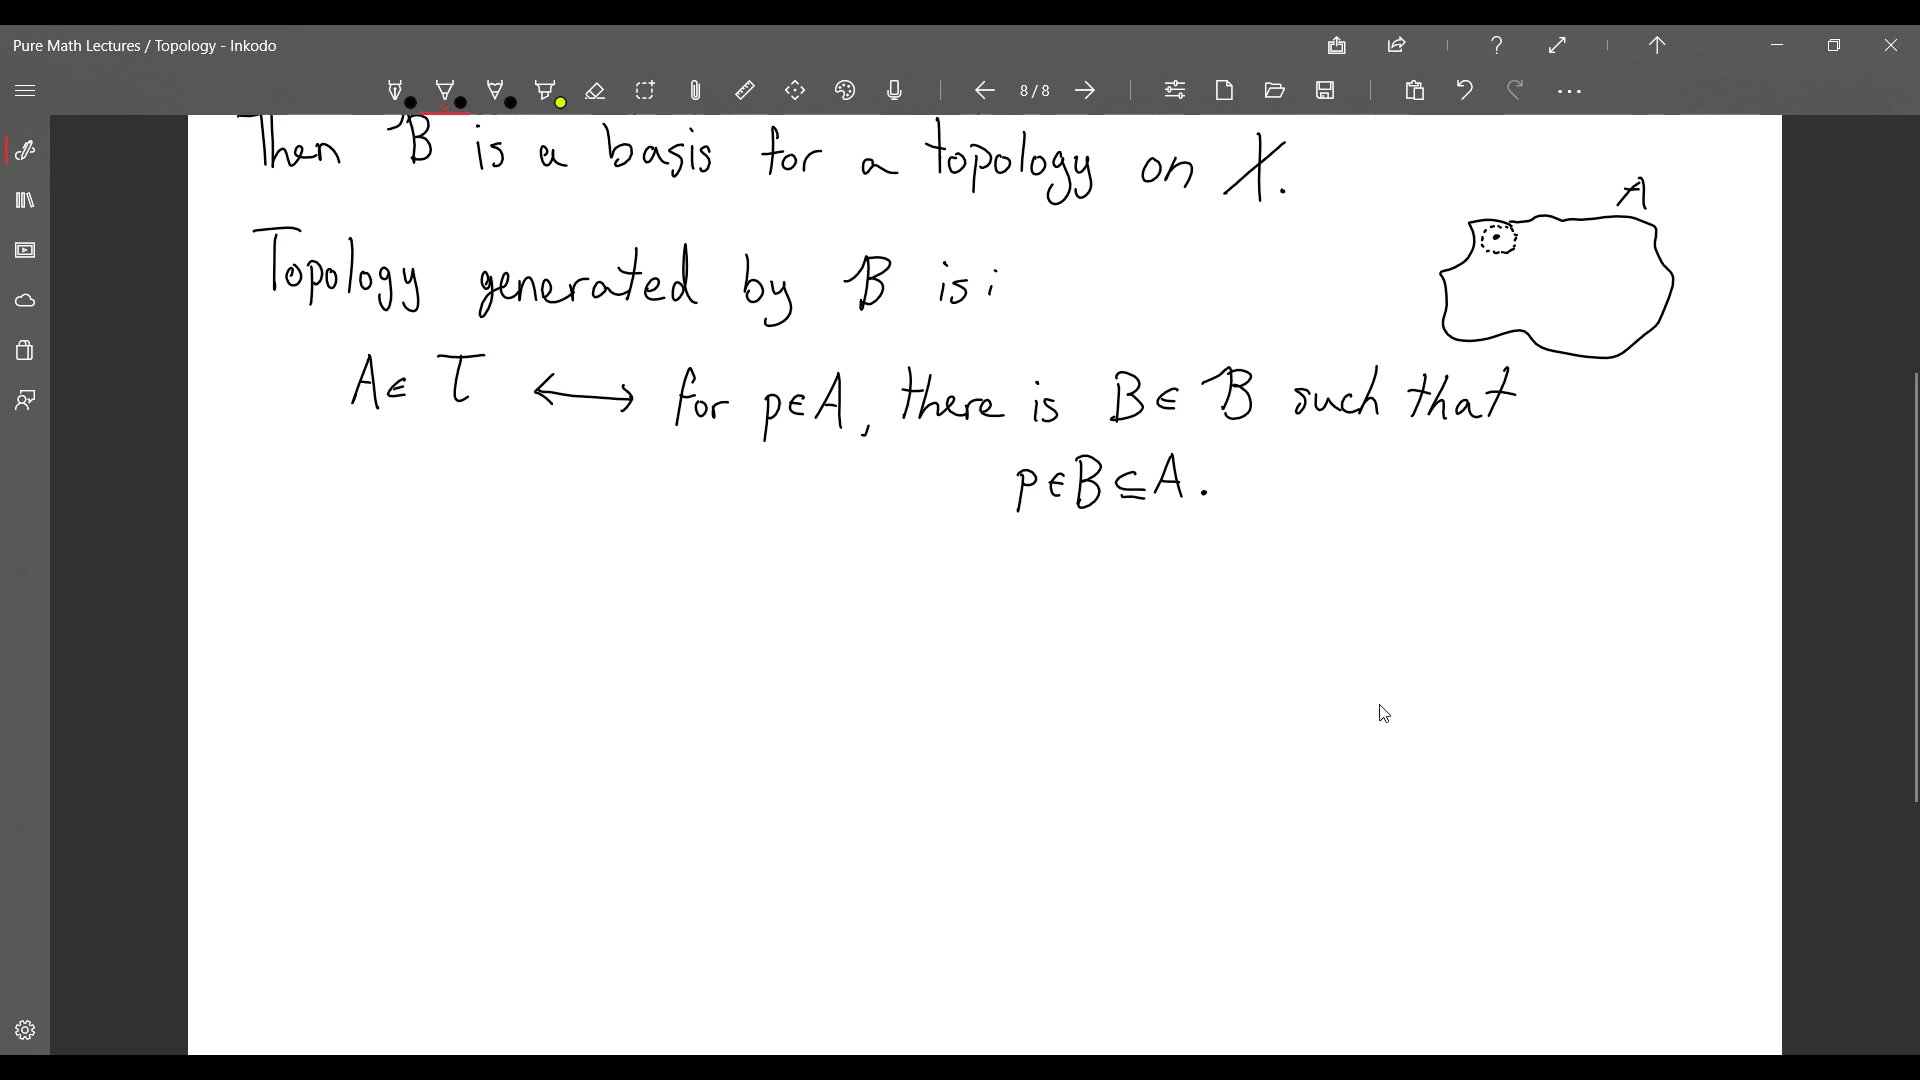 Pure Math Lectures / Topology - Inkodo
8 / 8
Then ℬ is a basis for a topology on X.
A
Topology generated by ℬ is:
A ∈ τ ⟷ for p∈A, there is B∈ ℬ such that
p∈B⊆A.